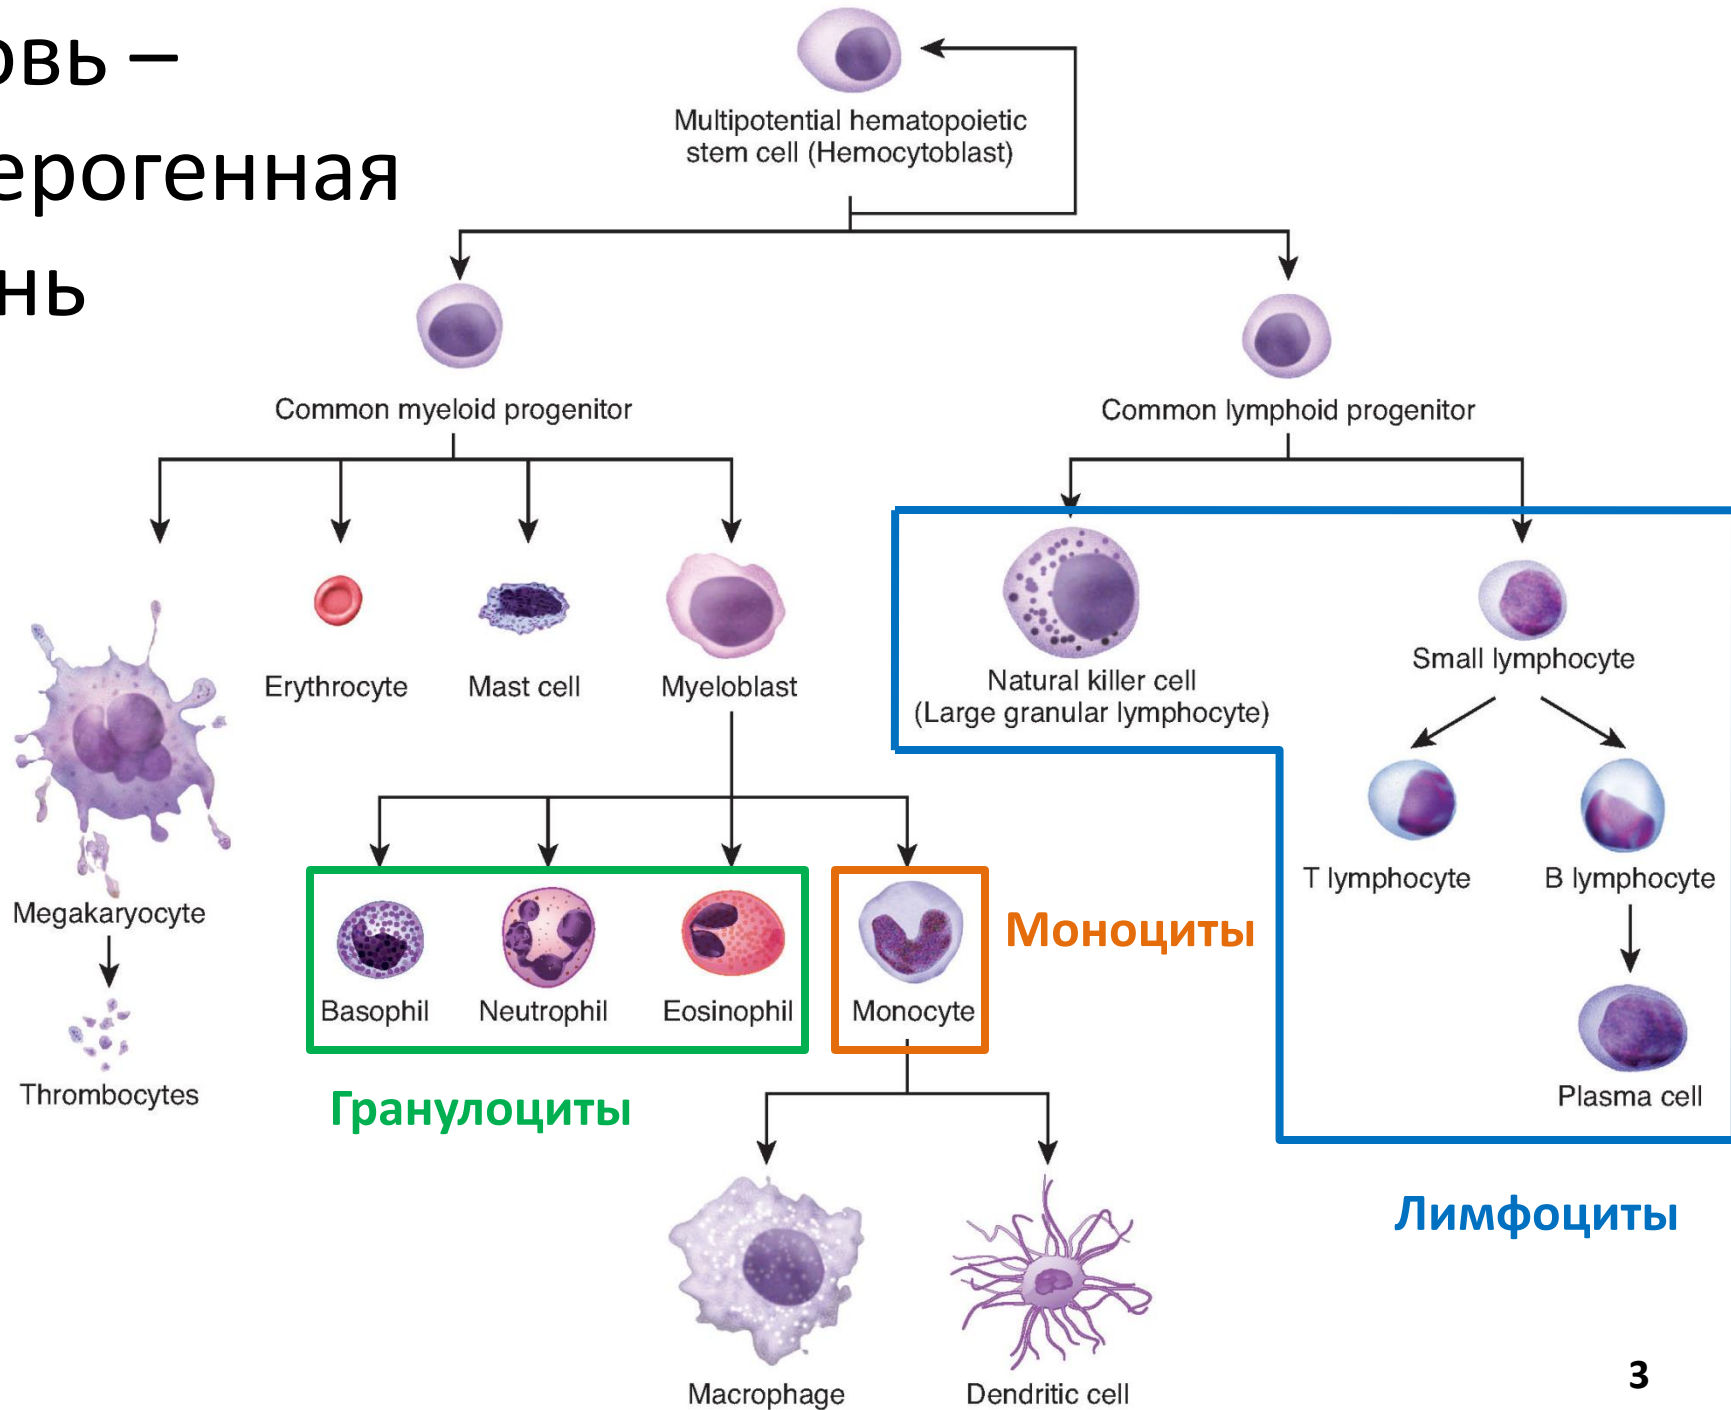 овь –
ерогенная
нь
Multipotential hematopoietic
stem cell (Hemocytoblast)
Common myeloid progenitor
Common lymphoid progenitor
Erythrocyte
Mast cell
Myeloblast
Natural killer cell
(Large granular lymphocyte)
Small lymphocyte
T lymphocyte
B lymphocyte
Megakaryocyte
Basophil
Neutrophil
Eosinophil
Monocyte
Моноциты
Thrombocytes
Гранулоциты
Plasma cell
Лимфоциты
Macrophage
Dendritic cell
3